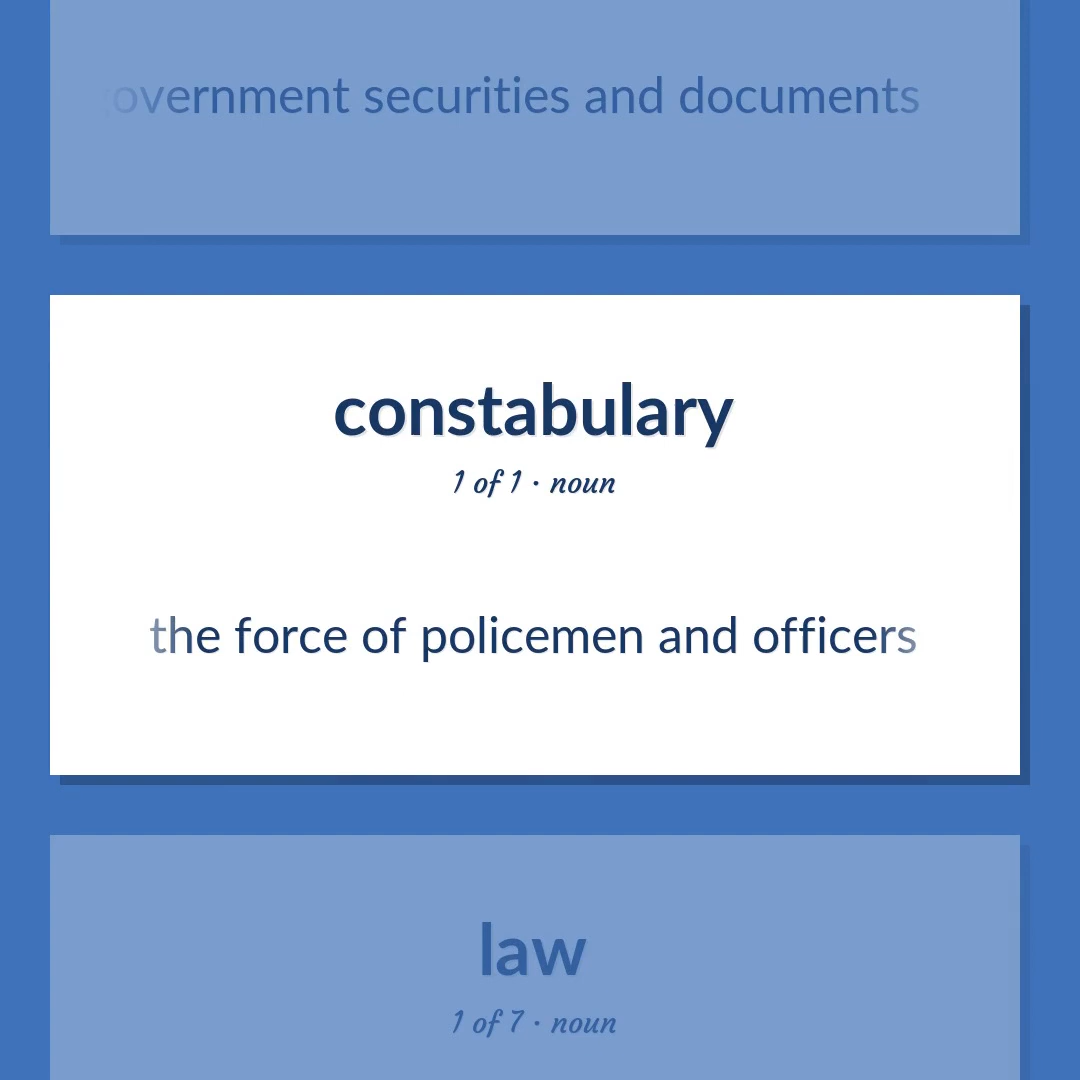 overnment securities and documents
constabulary
1 of 1 · noun
the force of policemen and officers
law
1 of 7 · noun